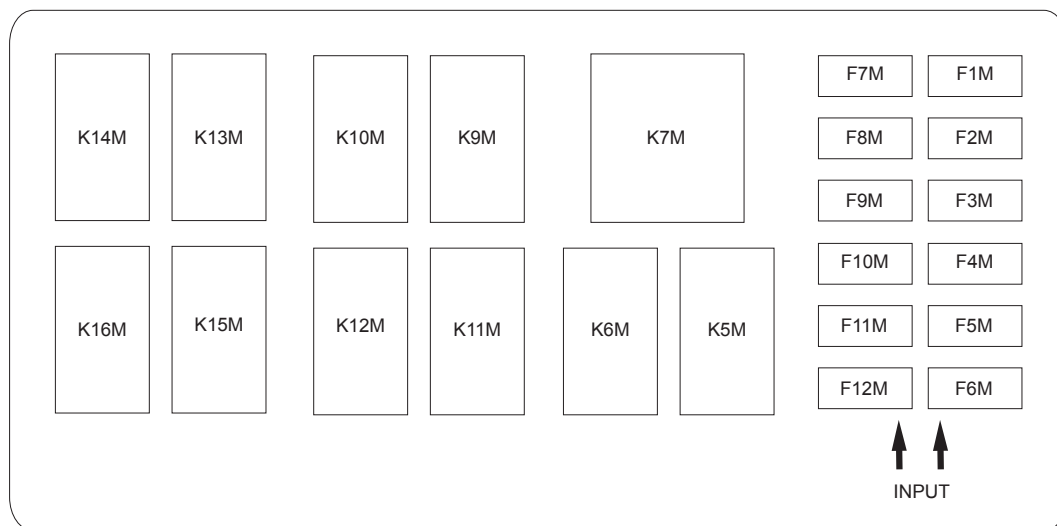 F7M F1M
K14M K13M K10M K9M K7M F8M F2M
F9M F3M
F10M F4M
K16M K15M K12M K11M K6M K5M F11M F5M
F12M F6M
INPUT